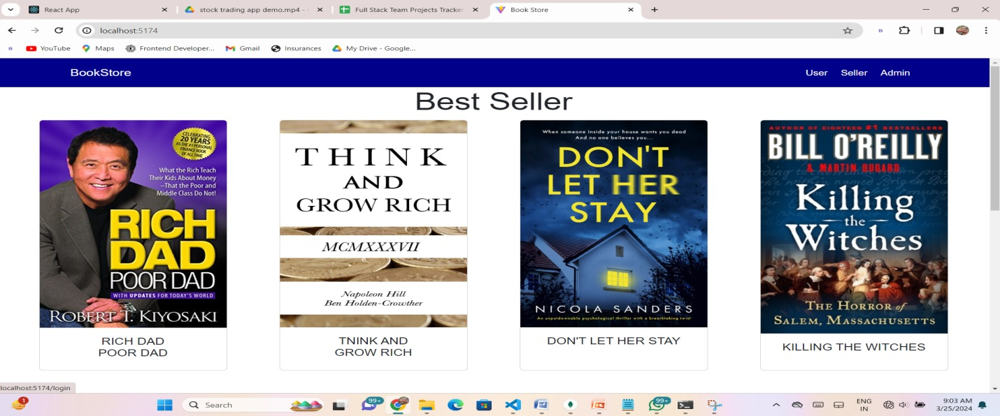 React App
stock trading app demo.mp4 -
Full Stack Team Projects Tracker
Book Store
localhost:5174
YouTube
Maps
Frontend Developer...
Gmail
Insurances
My Drive - Google...
BookStore
User Seller Admin
Best Seller
CELEBRATING
20 YEARS
AS THE #1 PERSONAL
FINANCE BOOK
OF ALL TIME
What the Rich Teach
Their Kids About Money
—That the Poor and
Middle Class Do Not!
RICH
DAD
POOR DAD
WITH UPDATES FOR TODAY'S WORLD
ROBERT T. KIYOSAKI
RICH DAD
POOR DAD
THINK
AND
GROW RICH
MCMXXXVII
Napoleon Hill
Ben Holden-Crowther
TNINK AND
GROW RICH
When someone inside your house wants you dead
And no one believes you...
DON'T
LET HER
STAY
NICOLA SANDERS
An unputdownable psychological thriller with a breathtaking twist
DON'T LET HER STAY
AUTHOR OF EIGHTEEN #1 BESTSELLERS
BILL O'REILLY
& MARTIN DUGARD
Killing
the
Witches
THE HORROR of
SALEM, MASSACHUSETTS
KILLING THE WITCHES
localhost:5174/login
1
Search
99+
99+
ENG
IN
9:03 AM
3/25/2024